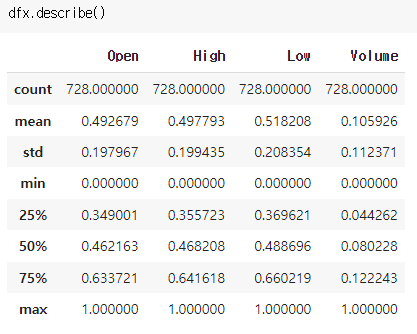 dfx.describe()
Open High Low Volume
count 728.000000 728.000000 728.000000 728.000000
mean 0.492679 0.497793 0.518208 0.105926
std 0.197967 0.199435 0.208354 0.112371
min 0.000000 0.000000 0.000000 0.000000
25% 0.349001 0.355723 0.369621 0.044262
50% 0.462163 0.468208 0.488696 0.080228
75% 0.633721 0.641618 0.660219 0.122243
max 1.000000 1.000000 1.000000 1.000000